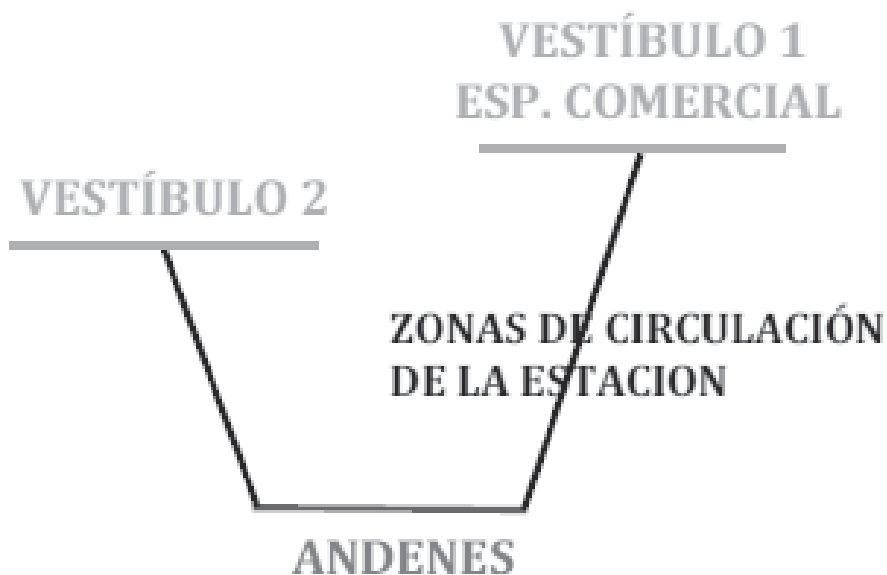 VESTÍBULO 1
ESP. COMERCIAL
VESTÍBULO 2
ZONAS DE CIRCULACIÓN
DE LA ESTACION
ANDENES